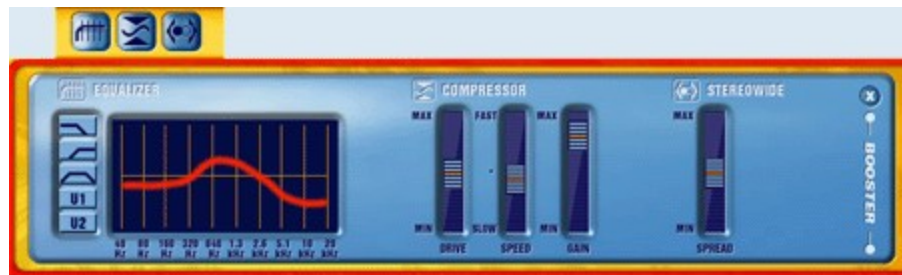 EQUALIZER
COMPRESSOR
STEREOWIDE
X
MAX
FAST
MAX
MAX
BOOSTER
U1
U2
MIN
SLOW
MIN
MIN
40 Hz
80 Hz
160 Hz
320 Hz
640 Hz
1.3 kHz
2.6 kHz
5.1 kHz
10 kHz
20 kHz
DRIVE
SPEED
GAIN
SPREAD